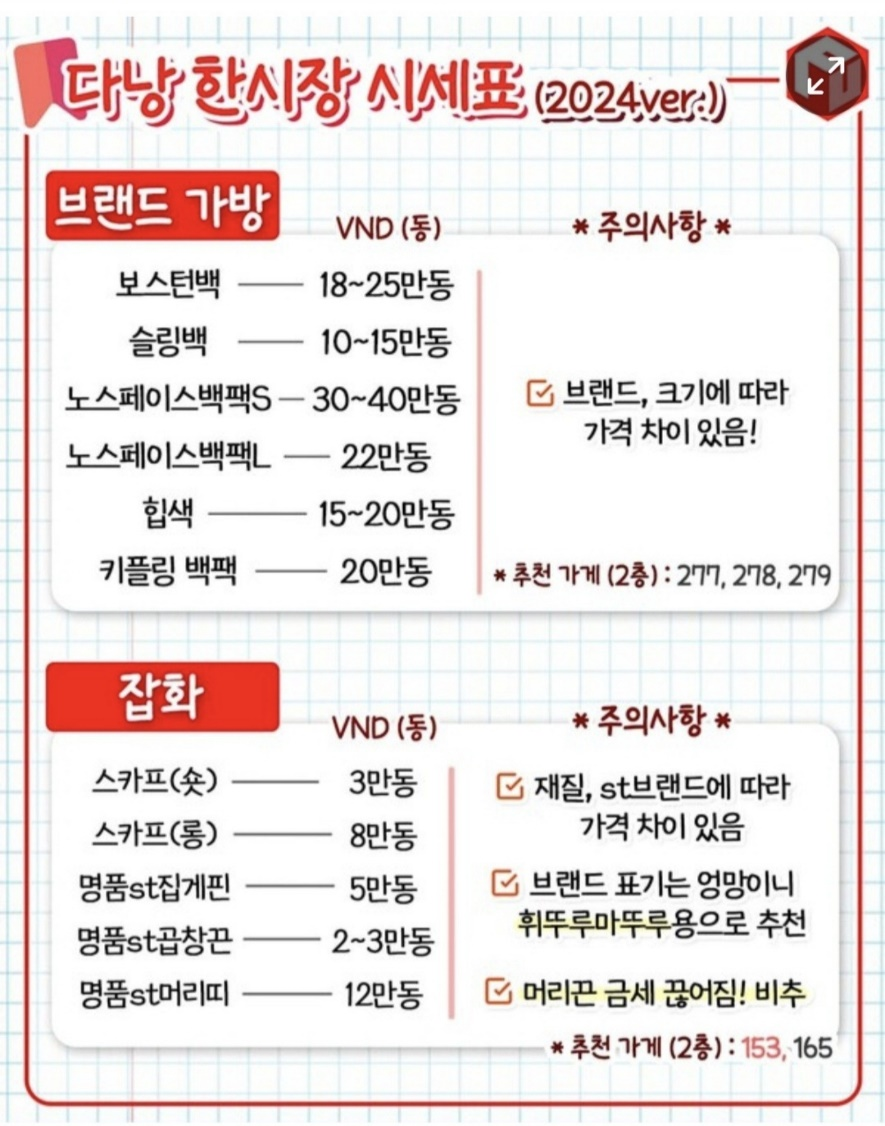 다낭 한시장 시세표 (2024ver.)
브랜드 가방
VND (동)
* 주의사항 *
보스턴백 18~25만동
슬링백 10~15만동
노스페이스백팩S 30~40만동
노스페이스백팩L 22만동
힙색 15~20만동
키플링 백팩 20만동
브랜드, 크기에 따라
가격 차이 있음!
* 추천 가게 (2층) : 277, 278, 279
잡화
VND (동)
* 주의사항 *
스카프(숏) 3만동
스카프(롱) 8만동
명품st집게핀 5만동
명품st곱창끈 2~3만동
명품st머리띠 12만동
재질, st브랜드에 따라
가격 차이 있음
브랜드 표기는 엉망이니
휘뚜루마뚜루용으로 추천
머리끈 금세 끊어짐! 비추
* 추천 가게 (2층) : 153, 165